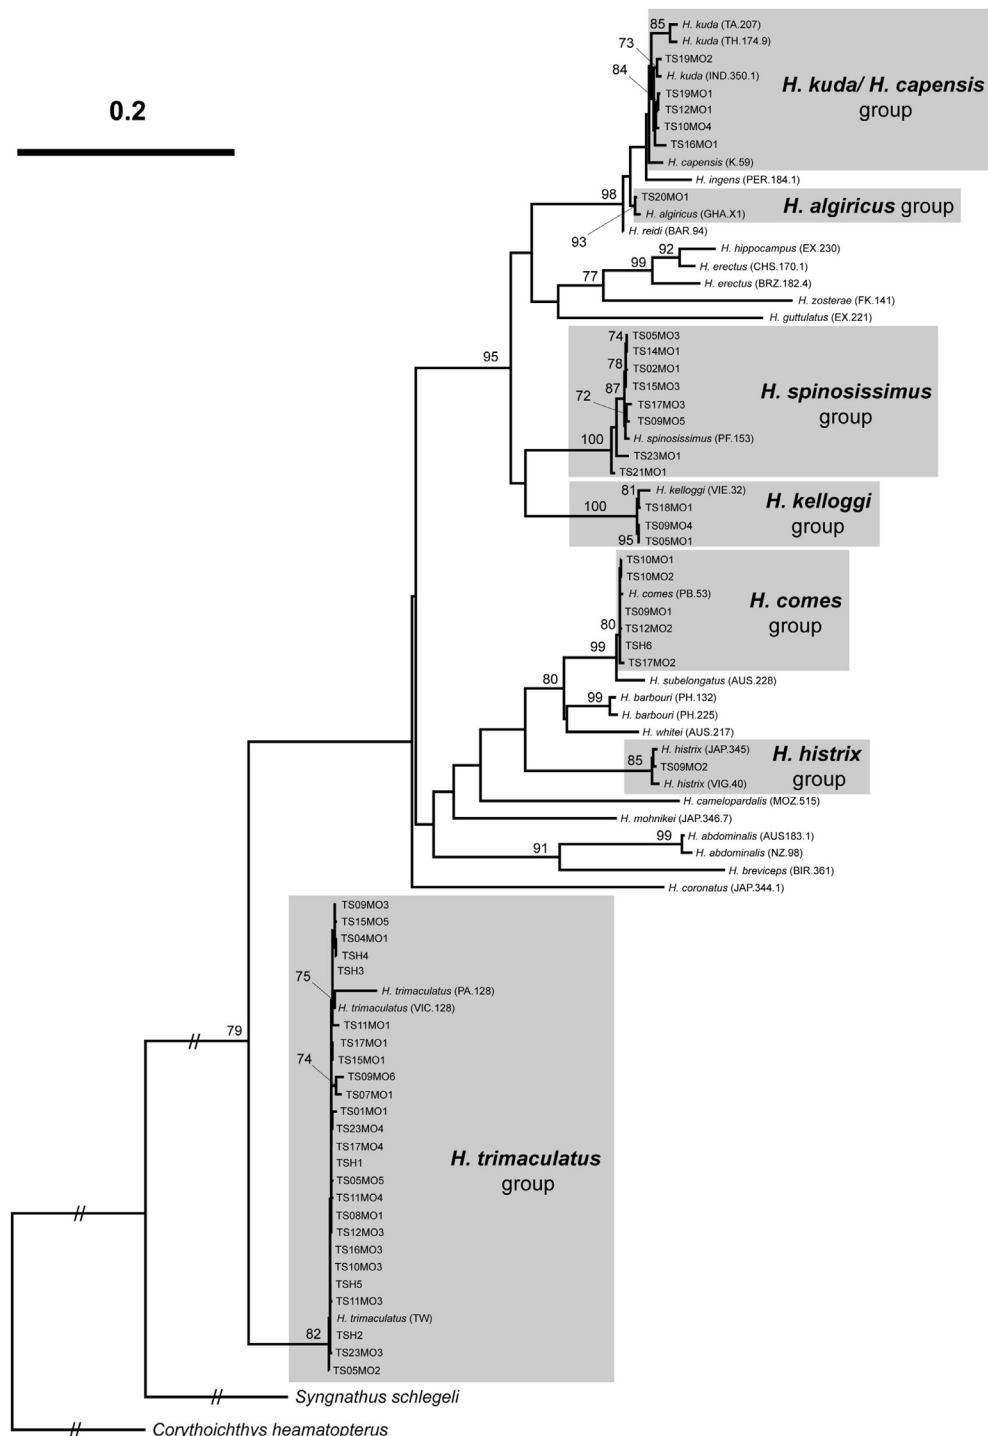 0.2
85
H. kuda (TA.207)
H. kuda (TH.174.9)
73
TS19MO2
H. kuda (IND.350.1)
84
TS19MO1
TS12MO1
TS10MO4
TS16MO1
H. capensis (K.59)
H. kuda/ H. capensis
group
H. ingens (PER.184.1)
98
TS20MO1
H. algiricus (GHA.X1)
H. algiricus group
93
H. reidi (BAR.94)
H. hippocampus (EX.230)
92
H. erectus (CHS.170.1)
99
H. erectus (BRZ.182.4)
77
H. zosterae (FK.141)
H. guttulatus (EX.221)
95
74
TS05MO3
TS14MO1
78
TS02MO1
87
TS15MO3
72
TS17MO3
TS09MO5
100
H. spinosissimus (PF.153)
TS23MO1
TS21MO1
H. spinosissimus
group
81
H. kelloggi (VIE.32)
100
TS18MO1
TS09MO4
95
TS05MO1
H. kelloggi
group
TS10MO1
TS10MO2
H. comes (PB.53)
TS09MO1
80
TS12MO2
99
TSH6
TS17MO2
H. comes
group
H. subelongatus (AUS.228)
80
99
H. barbouri (PH.132)
H. barbouri (PH.225)
H. whitei (AUS.217)
H. histrix (JAP.345)
85
TS09MO2
H. histrix (VIG.40)
H. histrix
group
H. camelopardalis (MOZ.515)
H. mohnikei (JAP.346.7)
99
H. abdominalis (AUS183.1)
91
H. abdominalis (NZ.98)
H. breviceps (BIR.361)
H. coronatus (JAP.344.1)
TS09MO3
TS15MO5
TS04MO1
TSH4
TSH3
75
H. trimaculatus (PA.128)
H. trimaculatus (VIC.128)
TS11MO1
TS17MO1
74
TS15MO1
TS09MO6
TS07MO1
TS01MO1
TS23MO4
TS17MO4
TSH1
TS05MO5
TS11MO4
TS08MO1
TS12MO3
TS16MO3
TS10MO3
TSH5
TS11MO3
H. trimaculatus (TW)
82
TSH2
TS23MO3
TS05MO2
H. trimaculatus
group
79
Syngnathus schlegeli
Corythoichthys heamatopterus